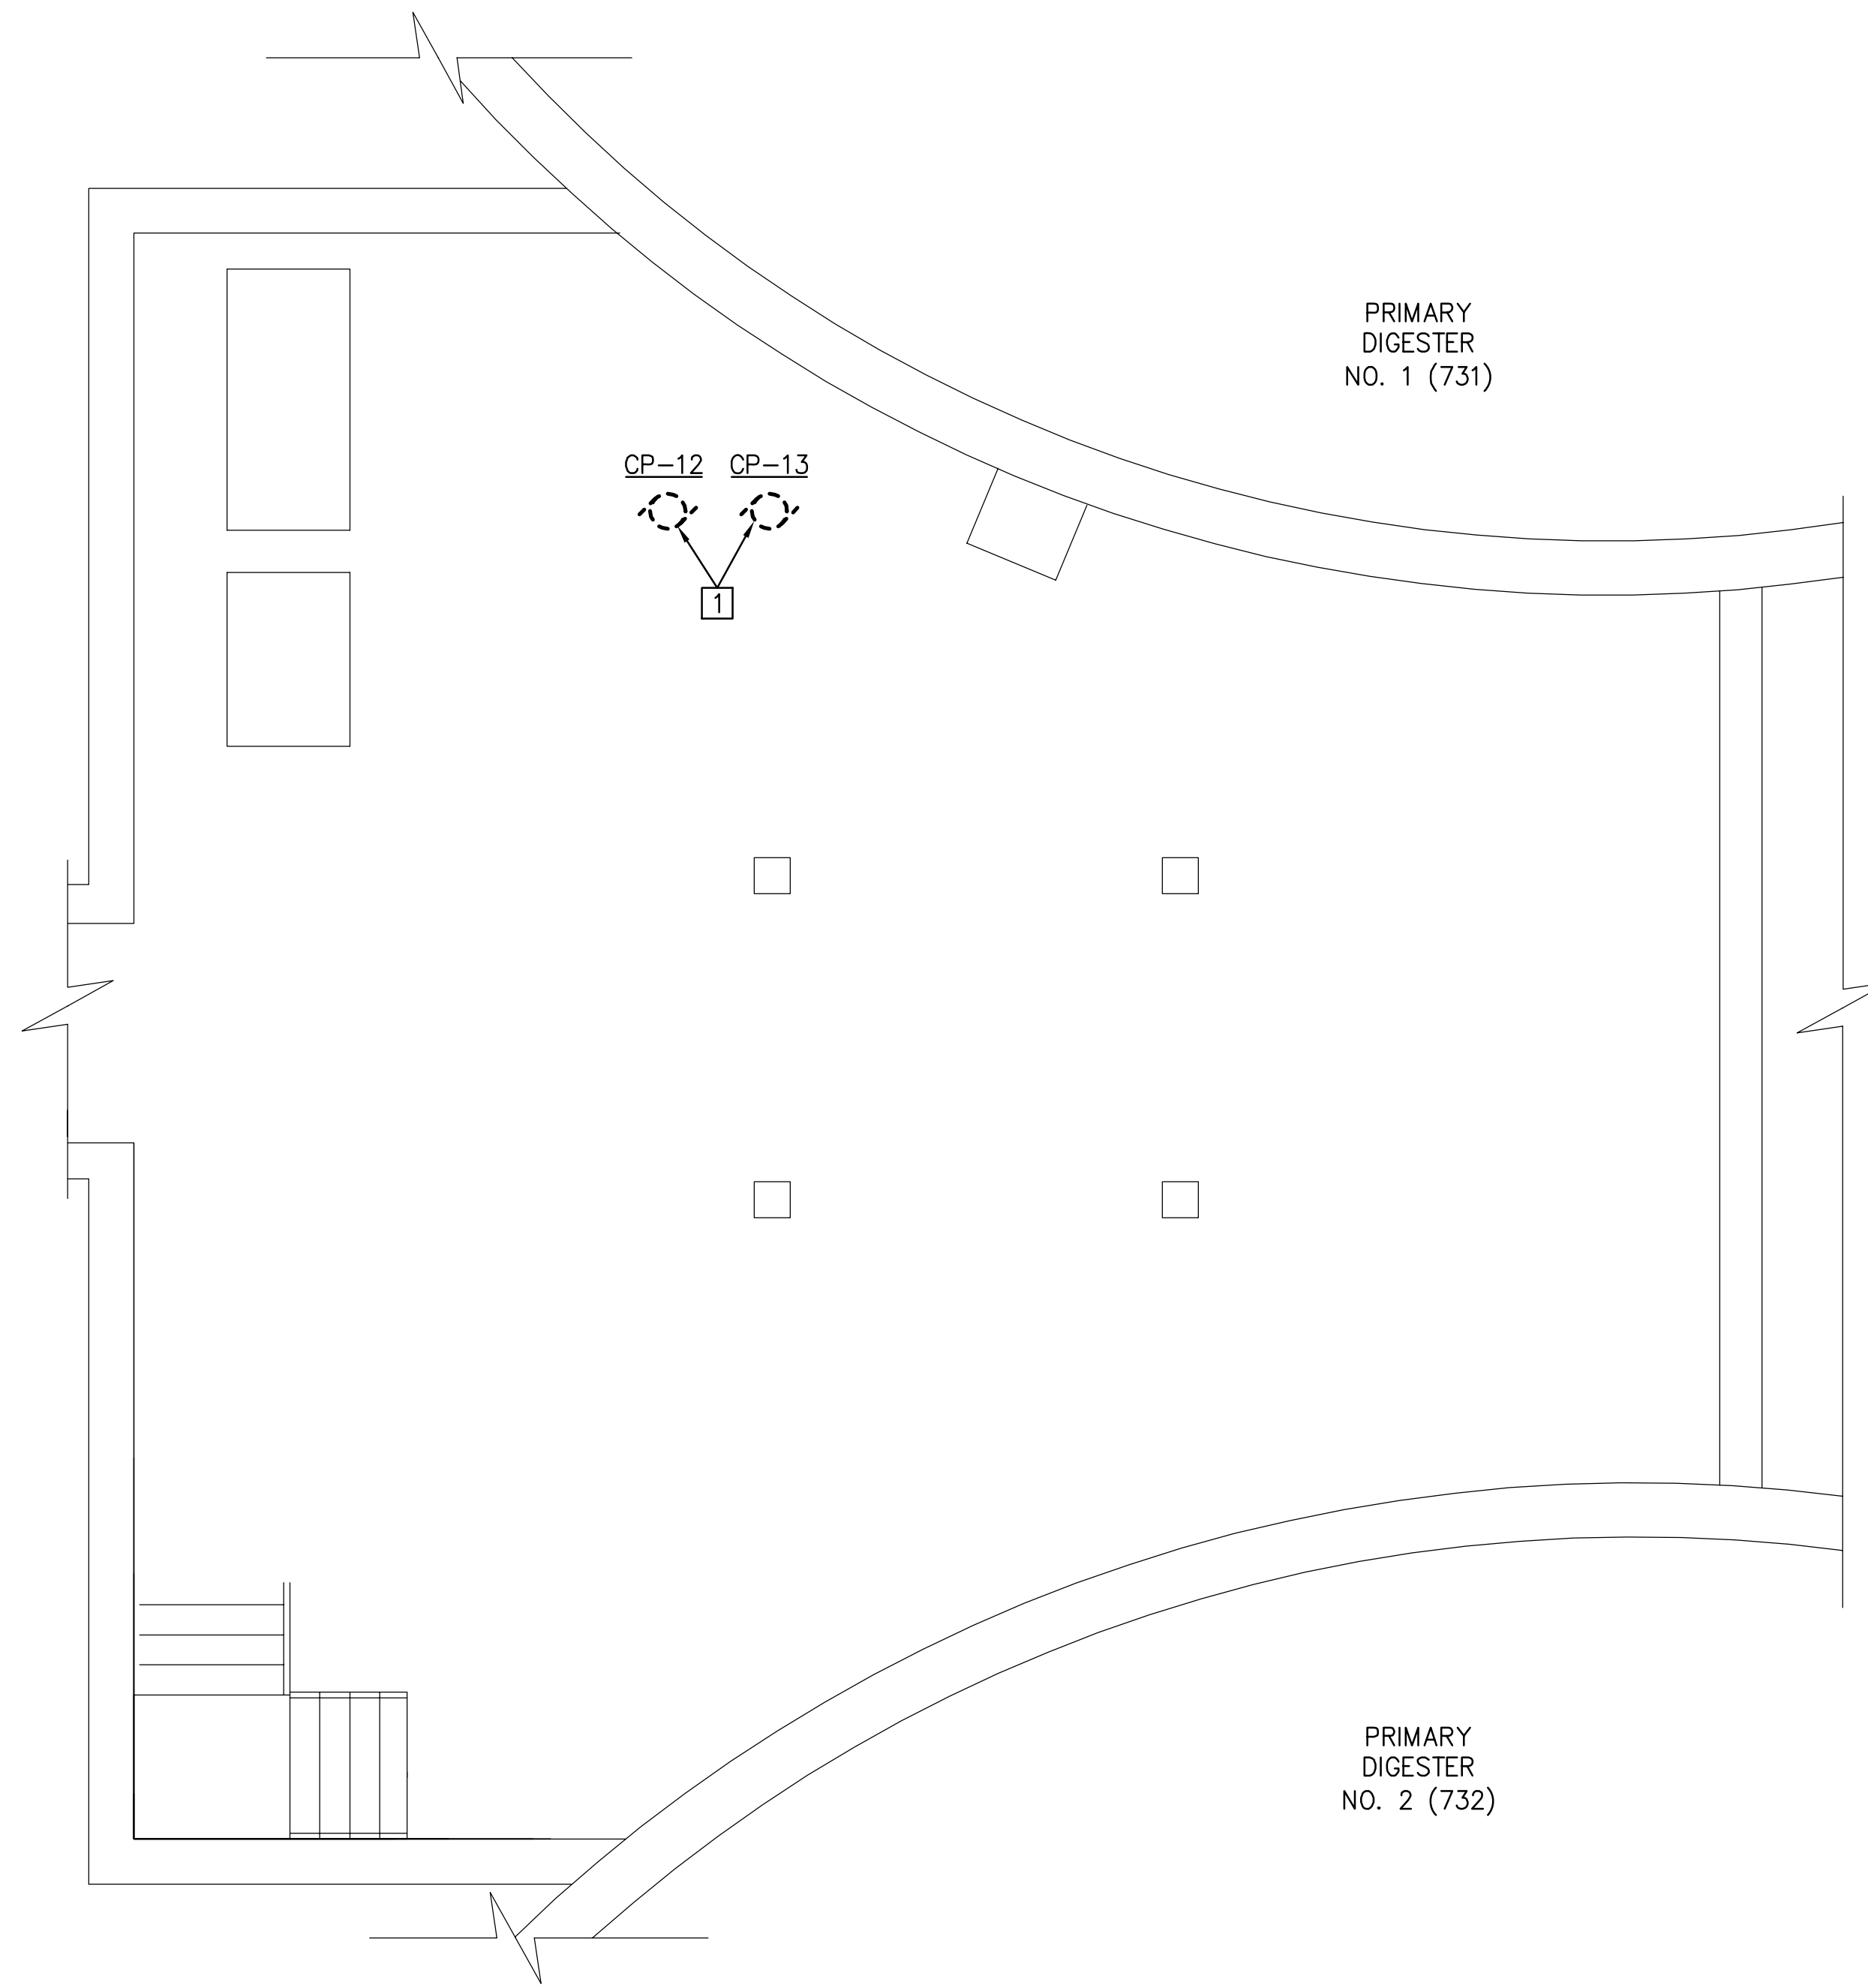 PRIMARY
DIGESTER
NO. 1 (731)
CP-12 CP-13
1
PRIMARY
DIGESTER
NO. 2 (732)